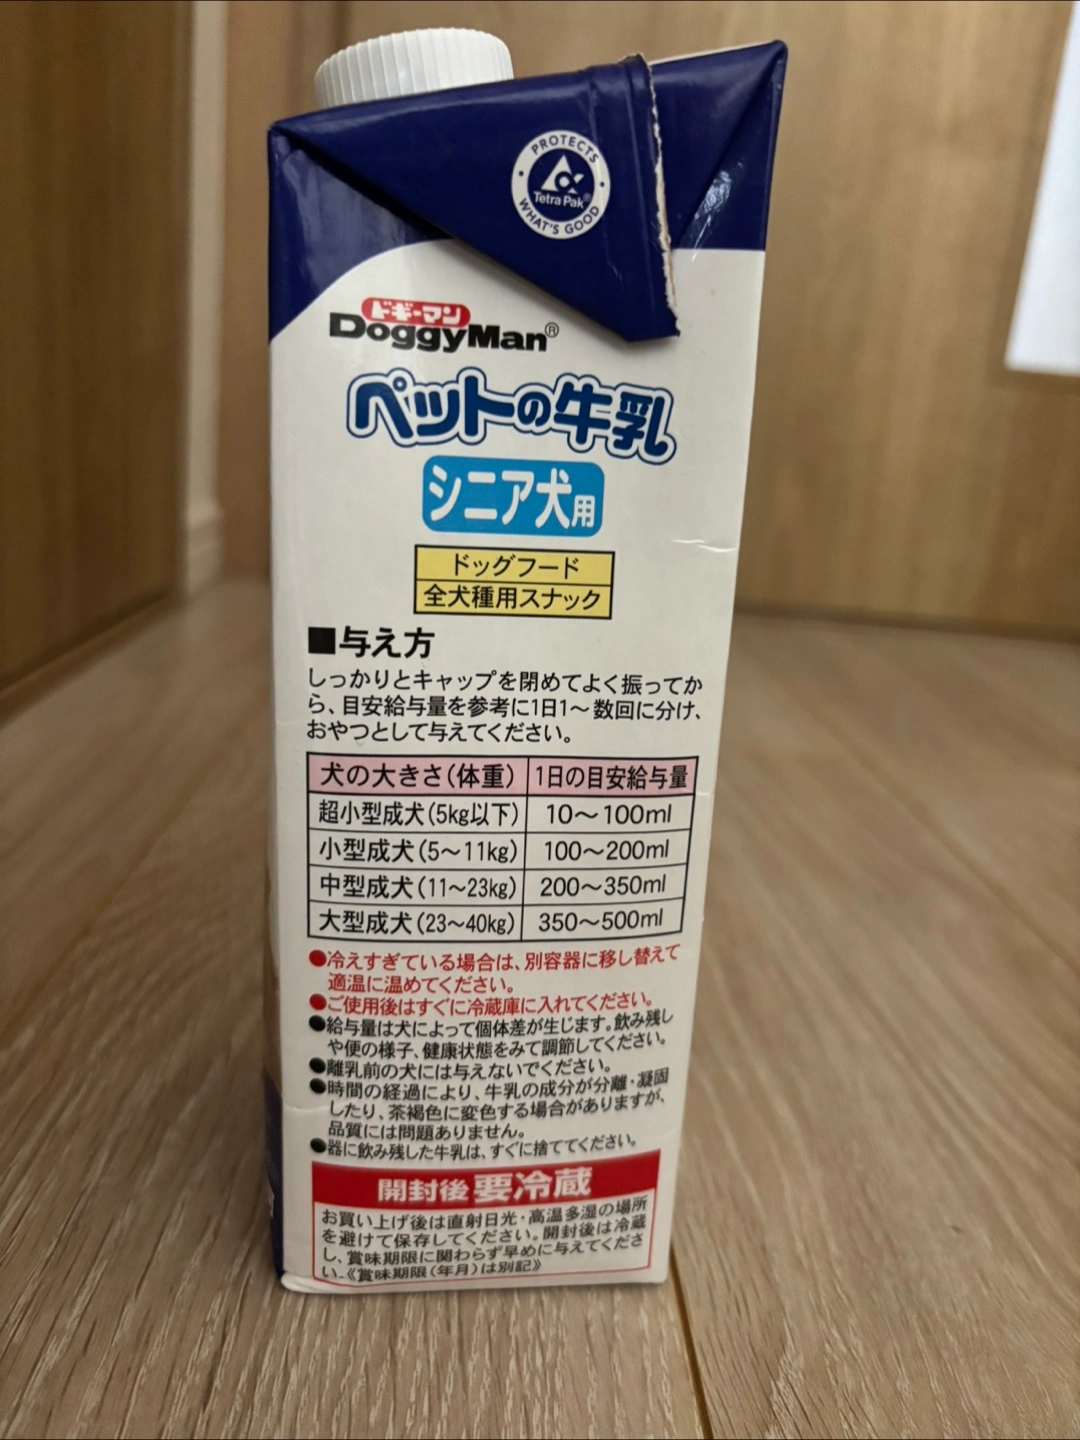 PROTECTS
Tetra Pak®
WHAT'S GOOD
ドギーマン
DoggyMan®
ペットの牛乳
シニア犬用
ドッグフード
全犬種用スナック
■与え方
しっかりとキャップを閉めてよく振ってか
ら、目安給与量を参考に1日1～数回に分け、
おやつとして与えてください。
犬の大きさ(体重) 1日の目安給与量
超小型成犬(5kg以下) 10～100ml
小型成犬(5～11kg) 100～200ml
中型成犬(11～23kg) 200～350ml
大型成犬(23～40kg) 350～500ml
●冷えすぎている場合は、別容器に移し替えて
適温に温めてください。
●ご使用後はすぐに冷蔵庫に入れてください。
●給与量は犬によって個体差が生じます。飲み残し
や便の様子、健康状態をみて調節してください。
●離乳前の犬には与えないでください。
●時間の経過により、牛乳の成分が分離・凝固
したり、茶褐色に変色する場合がありますが、
品質には問題ありません。
●器に飲み残した牛乳は、すぐに捨ててください。
開封後要冷蔵
お買い上げ後は直射日光・高温多湿の場所
を避けて保存してください。開封後は冷蔵
し、賞味期限に関わらず早めに与えてくださ
い。《賞味期限(年月)は別記》